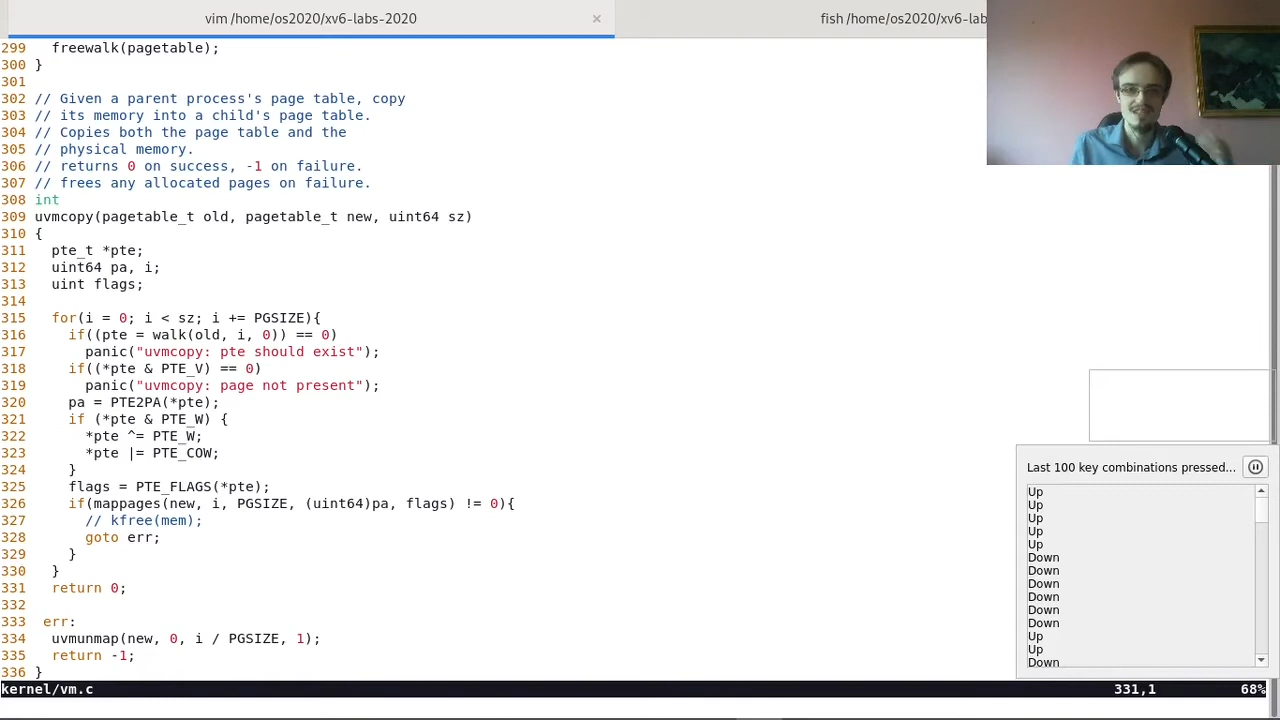 vim /home/os2020/xv6-labs-2020 × fish /home/os2020/xv6-lab
299 freewalk(pagetable);
300 }
301
302 // Given a parent process's page table, copy
303 // its memory into a child's page table.
304 // Copies both the page table and the
305 // physical memory.
306 // returns 0 on success, -1 on failure.
307 // frees any allocated pages on failure.
308 int
309 uvmcopy(pagetable_t old, pagetable_t new, uint64 sz)
310 {
311   pte_t *pte;
312   uint64 pa, i;
313   uint flags;
314
315   for(i = 0; i < sz; i += PGSIZE){
316     if((pte = walk(old, i, 0)) == 0)
317       panic("uvmcopy: pte should exist");
318     if((*pte & PTE_V) == 0)
319       panic("uvmcopy: page not present");
320     pa = PTE2PA(*pte);
321     if (*pte & PTE_W) {
322       *pte ^= PTE_W;
323       *pte |= PTE_COW;
324     }
325     flags = PTE_FLAGS(*pte);
326     if(mappages(new, i, PGSIZE, (uint64)pa, flags) != 0){
327       // kfree(mem);
328       goto err;
329     }
330   }
331   return 0;
332
333  err:
334   uvmunmap(new, 0, i / PGSIZE, 1);
335   return -1;
336 }
kernel/vm.c 331,1 68%
Last 100 key combinations pressed...
Up
Up
Up
Up
Up
Down
Down
Down
Down
Down
Down
Up
Up
Down